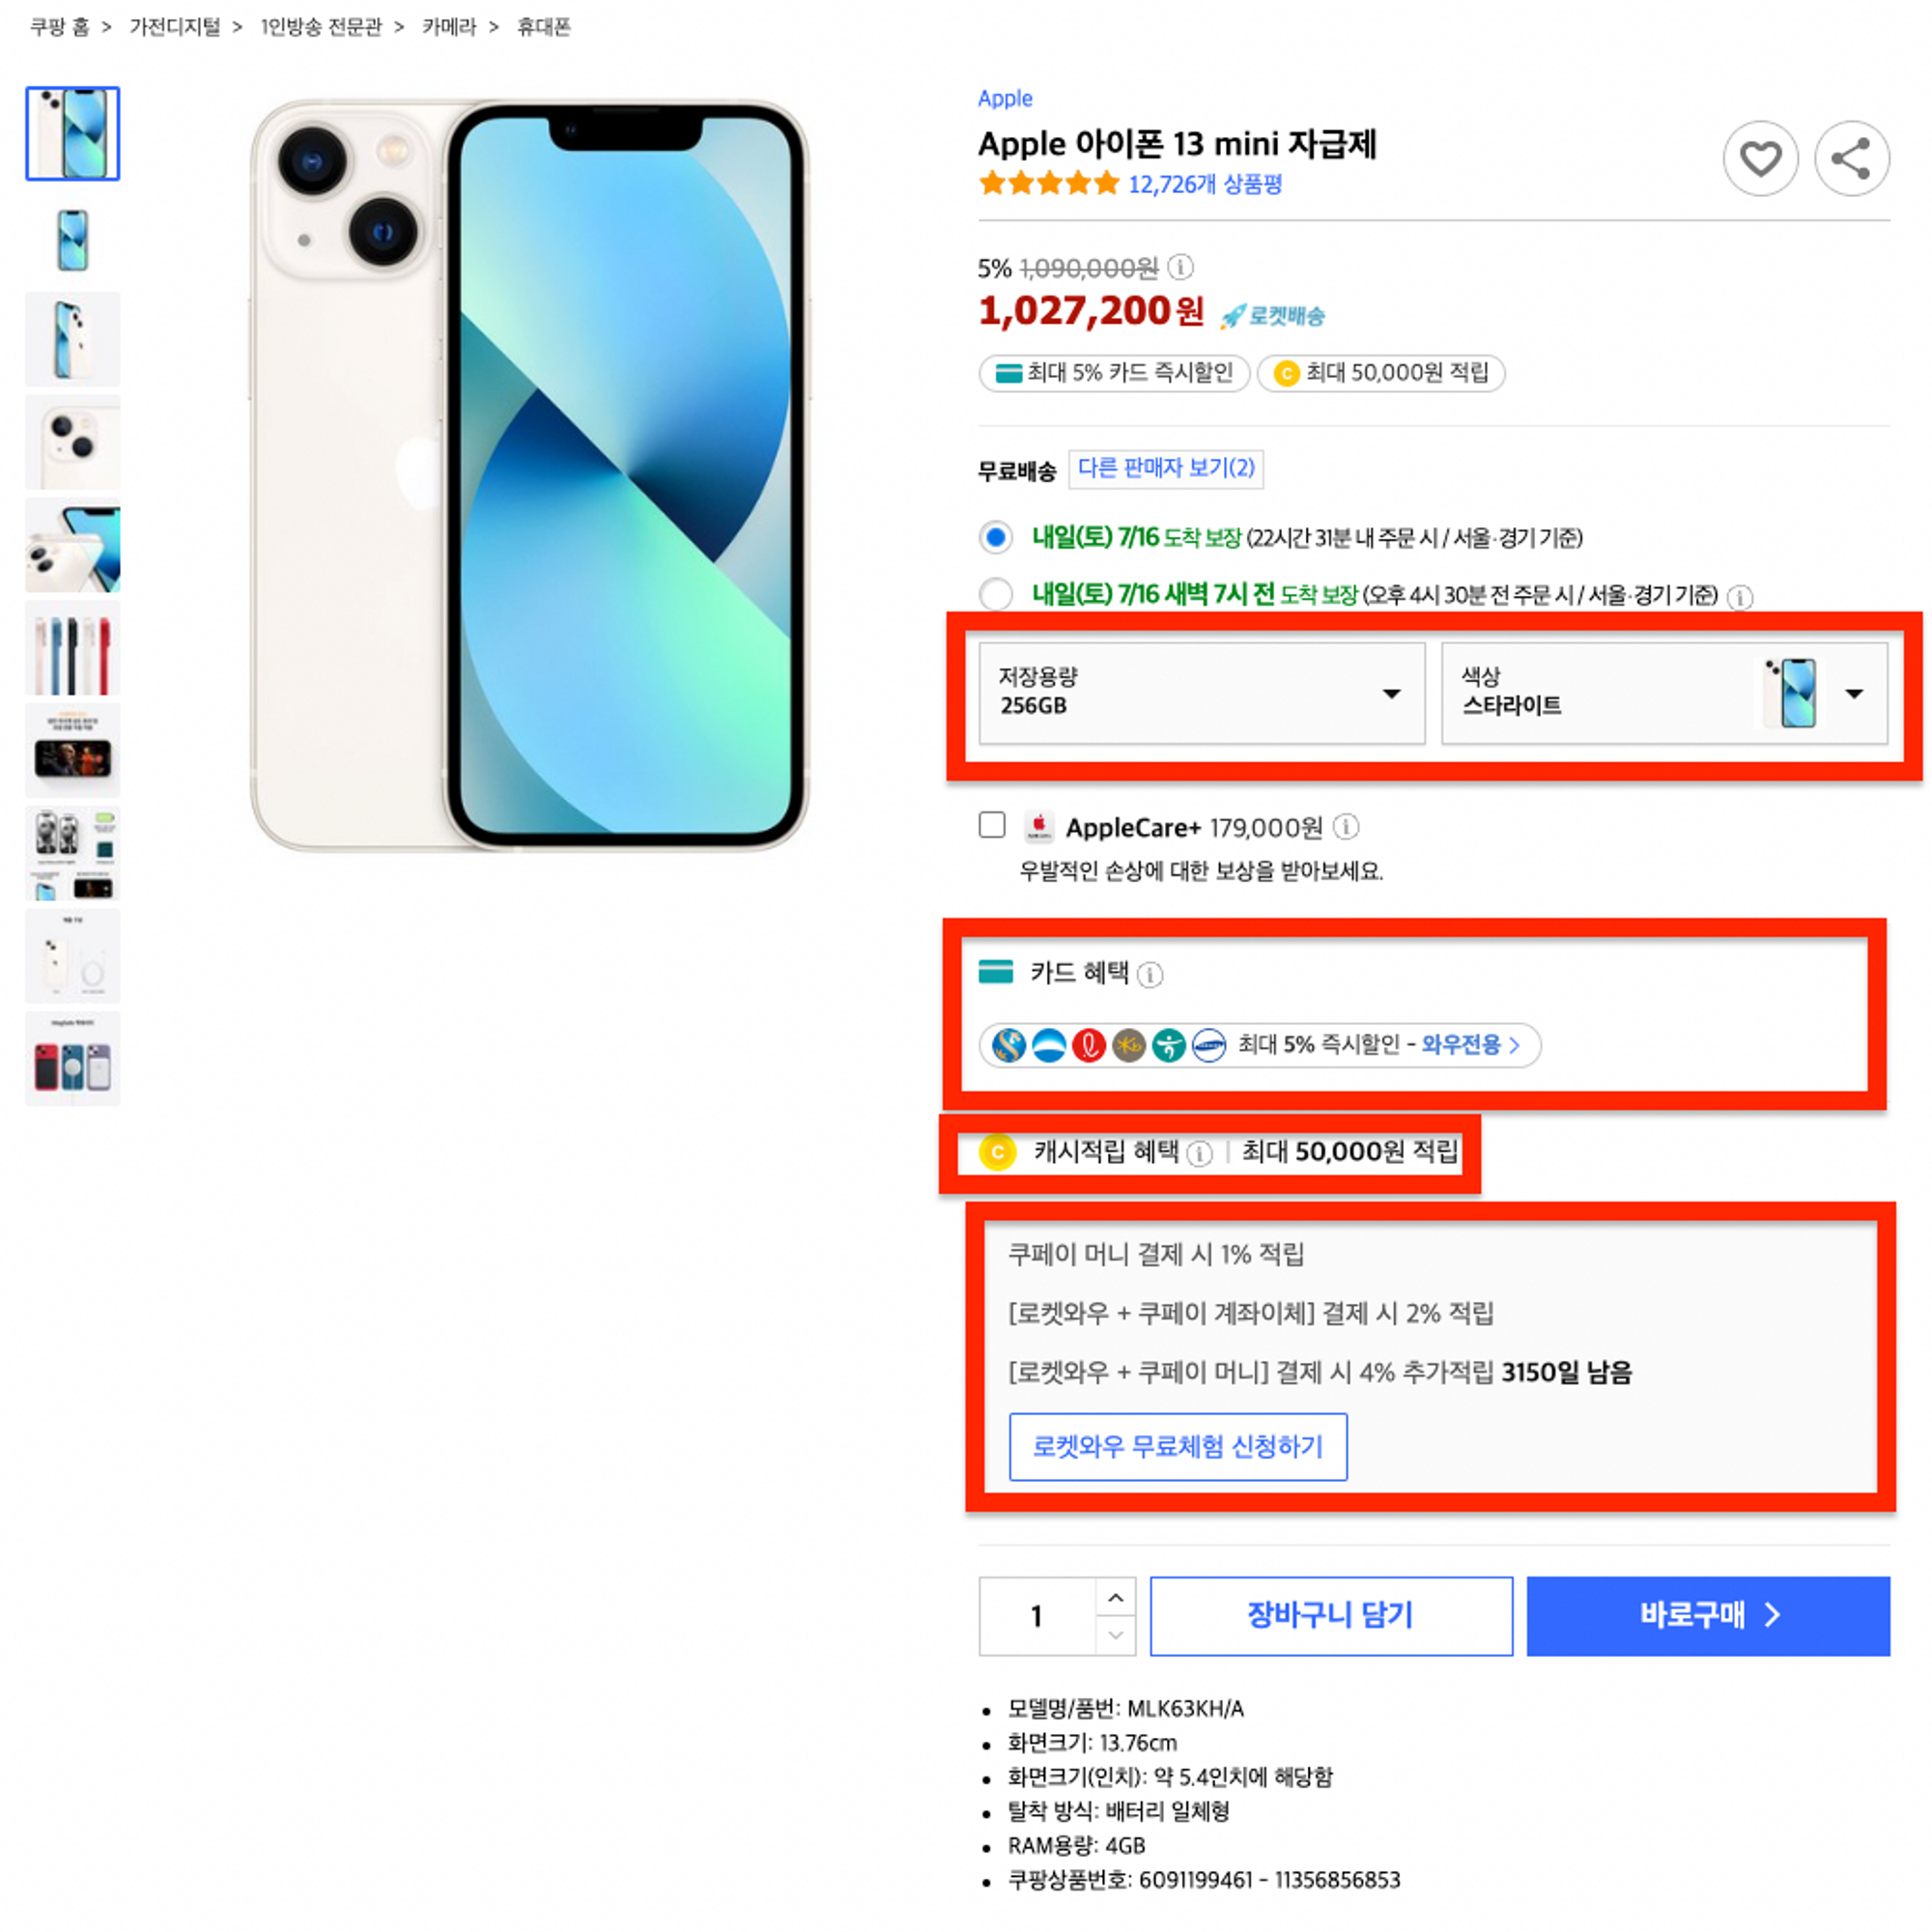 쿠팡 홈 > 가전디지털 > 1인방송 전문관 > 카메라 > 휴대폰
Apple
Apple 아이폰 13 mini 자급제
12,726개 상품평
5% 1,090,000원
1,027,200원 로켓배송
최대 5% 카드 즉시할인 C 최대 50,000원 적립
무료배송 다른 판매자 보기(2)
내일(토) 7/16 도착 보장 (22시간 31분 내 주문 시 / 서울·경기 기준)
내일(토) 7/16 새벽 7시 전 도착 보장 (오후 4시 30분 전 주문 시 / 서울·경기 기준)
저장용량
256GB
색상
스타라이트
AppleCare+ 179,000원
우발적인 손상에 대한 보상을 받아보세요.
카드 혜택
최대 5% 즉시할인 - 와우전용 >
C 캐시적립 혜택 | 최대 50,000원 적립
쿠페이 머니 결제 시 1% 적립
[로켓와우 + 쿠페이 계좌이체] 결제 시 2% 적립
[로켓와우 + 쿠페이 머니] 결제 시 4% 추가적립 3150일 남음
로켓와우 무료체험 신청하기
1
장바구니 담기
바로구매 >
• 모델명/품번: MLK63KH/A
• 화면크기: 13.76cm
• 화면크기(인치): 약 5.4인치에 해당함
• 탈착 방식: 배터리 일체형
• RAM용량: 4GB
• 쿠팡상품번호: 6091199461 - 11356856853